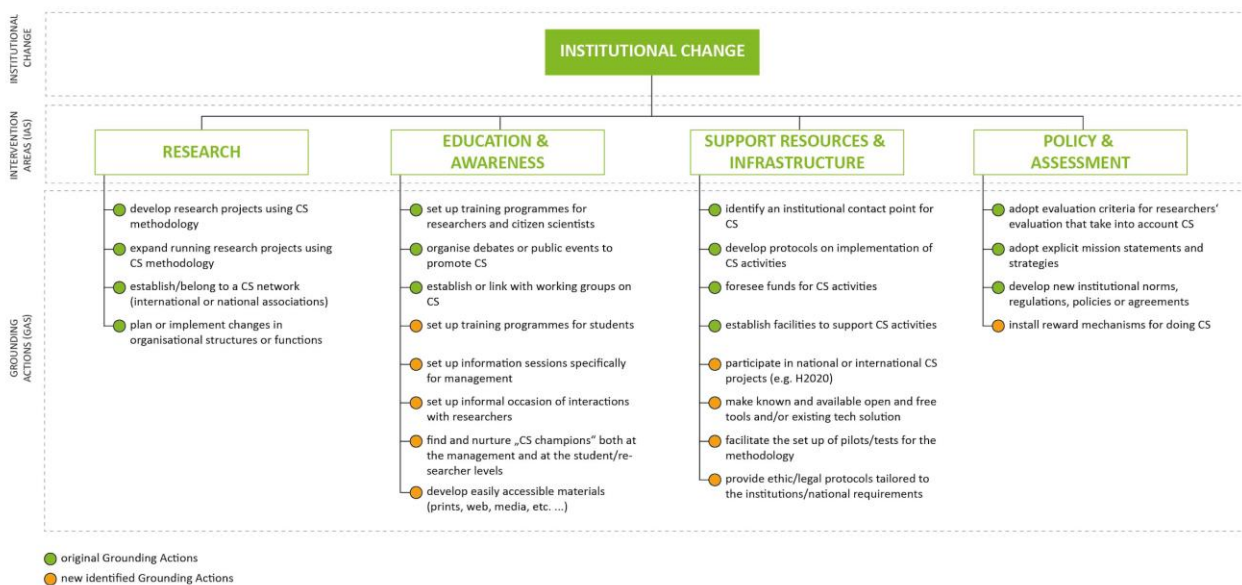 INSTITUTIONAL
CHANGE
INSTITUTIONAL CHANGE
INTERVENTION
AREAS (IAS)
RESEARCH
EDUCATION &
AWARENESS
SUPPORT RESOURCES &
INFRASTRUCTURE
POLICY &
ASSESSMENT
GROUNDING
ACTIONS (GAS)
develop research projects using CS
methodology
expand running research projects using
CS methodology
establish/belong to a CS network
(international or national associations)
plan or implement changes in
organisational structures or functions
set up training programmes for
researchers and citizen scientists
organise debates or public events to
promote CS
establish or link with working groups on
CS
set up training programmes for students
set up information sessions specifically
for management
set up informal occasion of interactions
with researchers
find and nurture „CS champions“ both at
the management and at the student/re-
searcher levels
develop easily accessible materials
(prints, web, media, etc. ...)
identify an institutional contact point for
CS
develop protocols on implementation of
CS activities
foresee funds for CS activities
establish facilities to support CS activities
participate in national or international CS
projects (e.g. H2020)
make known and available open and free
tools and/or existing tech solution
facilitate the set up of pilots/tests for the
methodology
provide ethic/legal protocols tailored to
the institutions/national requirements
adopt evaluation criteria for researchers‘
evaluation that take into account CS
adopt explicit mission statements and
strategies
develop new institutional norms,
regulations, policies or agreements
install reward mechanisms for doing CS
original Grounding Actions
new identified Grounding Actions